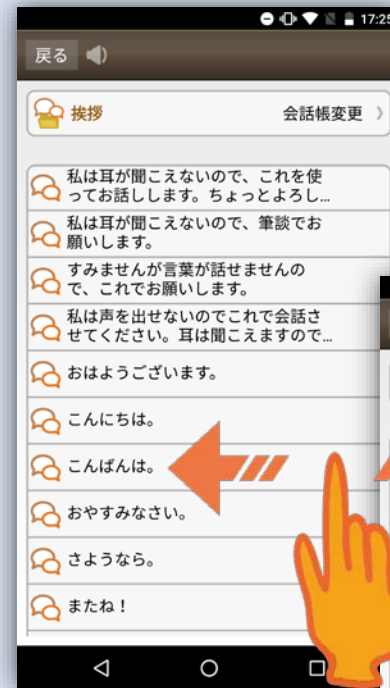 17:25
戻る
挨拶
会話帳変更
私は耳が聞こえないので、これを使
ってお話しします。ちょっとよろし...
私は耳が聞こえないので、筆談でお
願いします。
すみませんが言葉が話せませんの
で、これでお願いします。
私は声を出せないのでこれで会話さ
せてください。耳は聞こえますので...
おはようございます。
こんにちは。
こんばんは。
おやすみなさい。
さようなら。
またね！